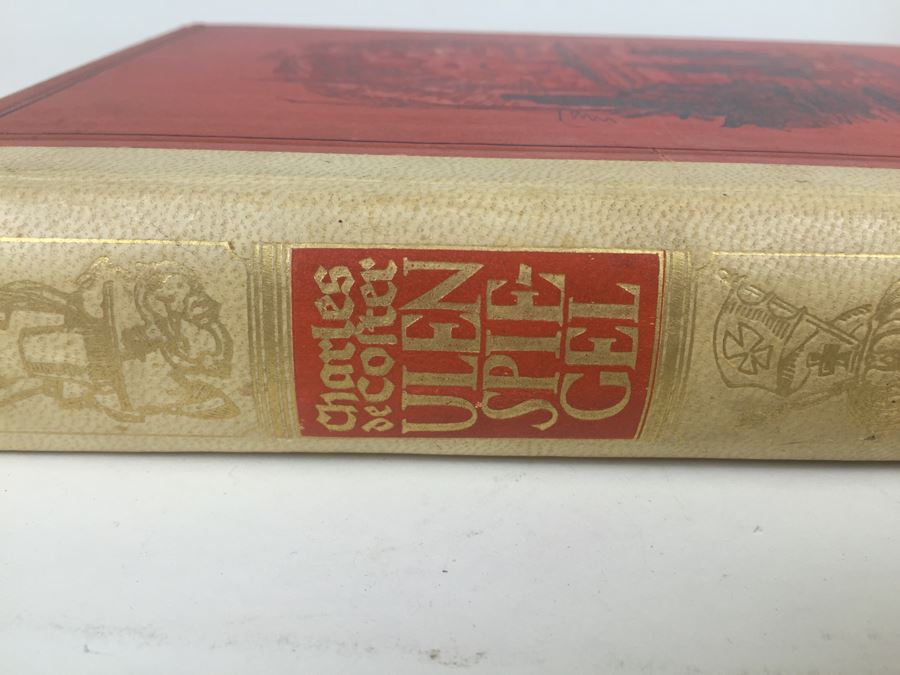 Charles
de Coster
ULEN
SPIE-
GEL